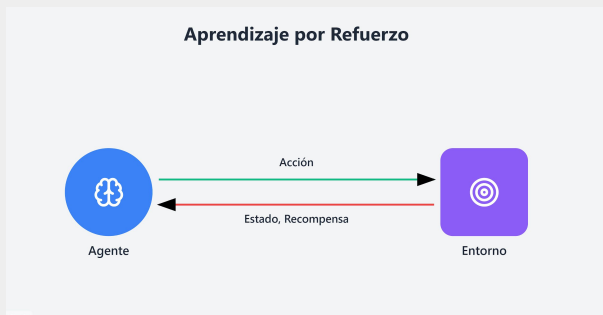 Aprendizaje por Refuerzo
Acción
Estado, Recompensa
Agente
Entorno